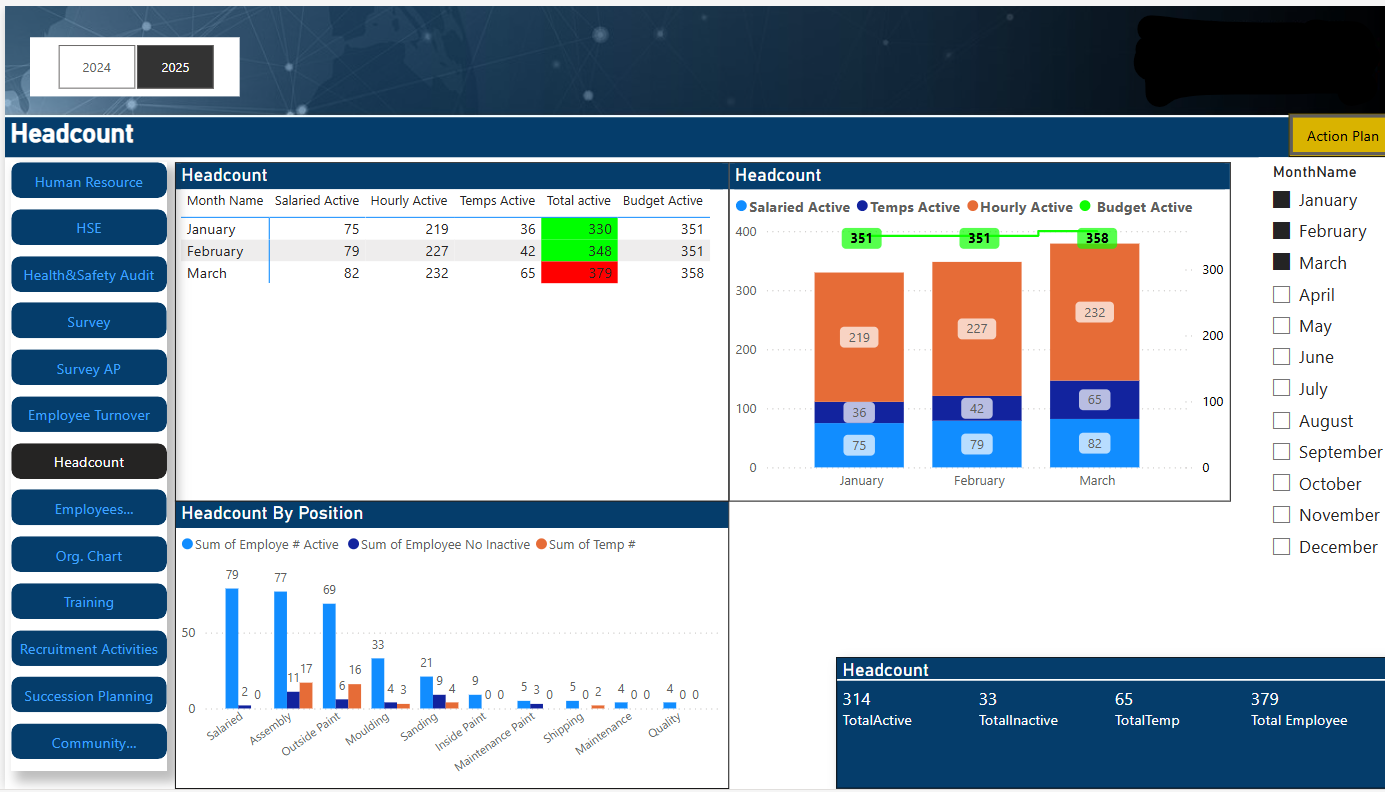 2024 2025
Headcount
Action Plan
Human Resource
HSE
Health&Safety Audit
Survey
Survey AP
Employee Turnover
Headcount
Employees...
Org. Chart
Training
Recruitment Activities
Succession Planning
Community...
Headcount
Month Name Salaried Active Hourly Active Temps Active Total active Budget Active
January 75 219 36 330 351
February 79 227 42 348 351
March 82 232 65 379 358
Headcount
Salaried Active Temps Active Hourly Active Budget Active
400
300
200
100
0
351 351 358
219 227 232
36 42 65
75 79 82
300
200
100
0
January February March
MonthName
January
February
March
April
May
June
July
August
September
October
November
December
Headcount By Position
Sum of Employe # Active Sum of Employee No Inactive Sum of Temp #
50
0
79 2 0
77 11 17
69 6 16
33 4 3
21 9 4
9 0 0
5 3 0
5 0 2
4 0 0
4 0 0
Salaried Assembly Outside Paint Moulding Sanding Inside Paint Maintenance Paint Shipping Maintenance Quality
Headcount
314 33 65 379
TotalActive TotalInactive TotalTemp Total Employee